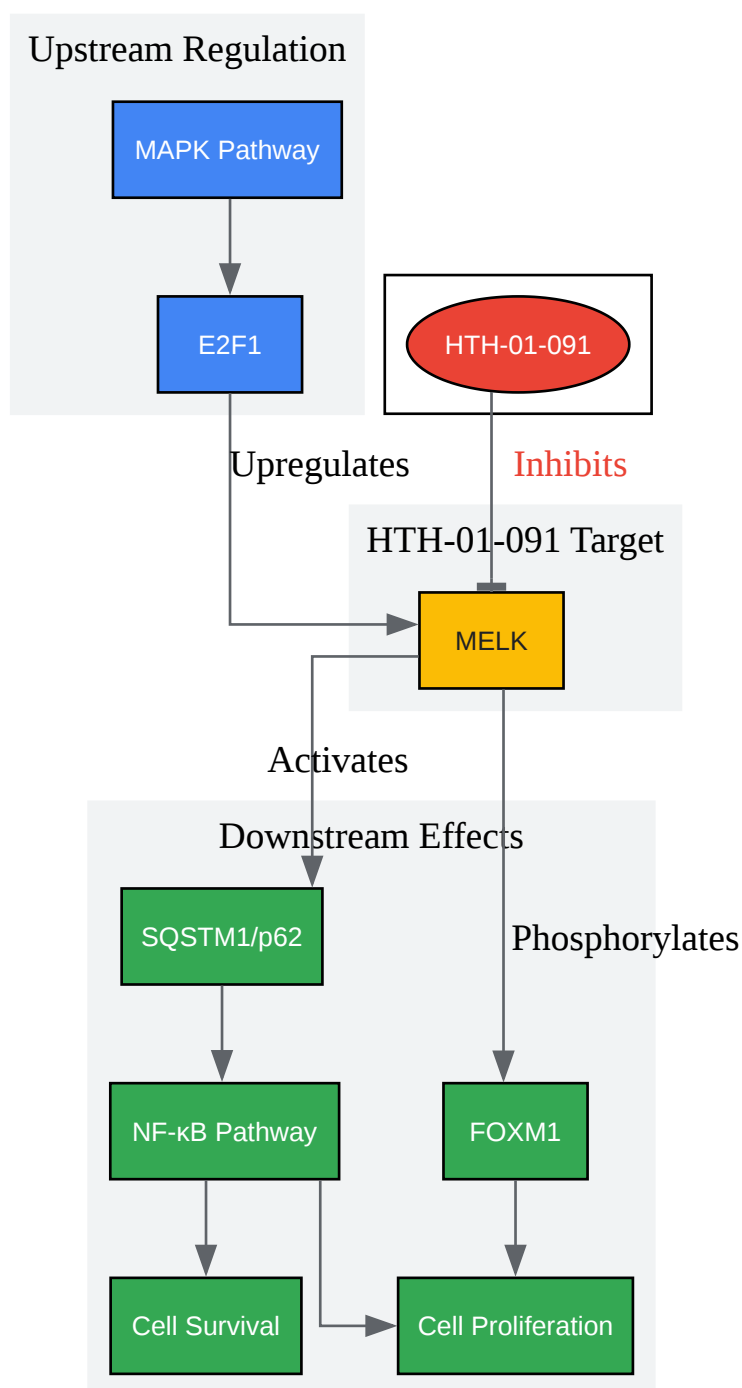 Upstream Regulation
MAPK Pathway
E2F1
HTH-01-091
Upregulates
Inhibits
HTH-01-091 Target
MELK
Activates
Downstream Effects
SQSTM1/p62
Phosphorylates
NF-κB Pathway
FOXM1
Cell Survival
Cell Proliferation